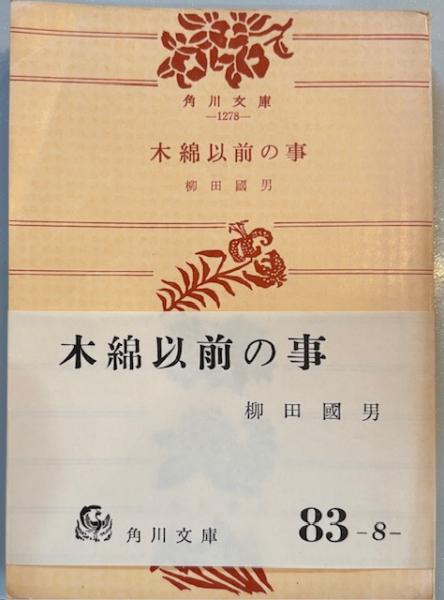 角川文庫
—1278—
木綿以前の事
柳田國男
木綿以前の事
柳田國男
角川文庫
83-8-